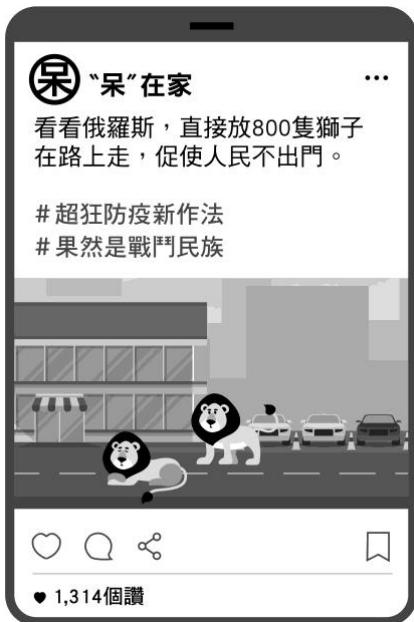 呆 “呆”在家
看看俄羅斯，直接放800隻獅子
在路上走，促使人民不出門。
#超狂防疫新作法
#果然是戰鬥民族
1,314個讚